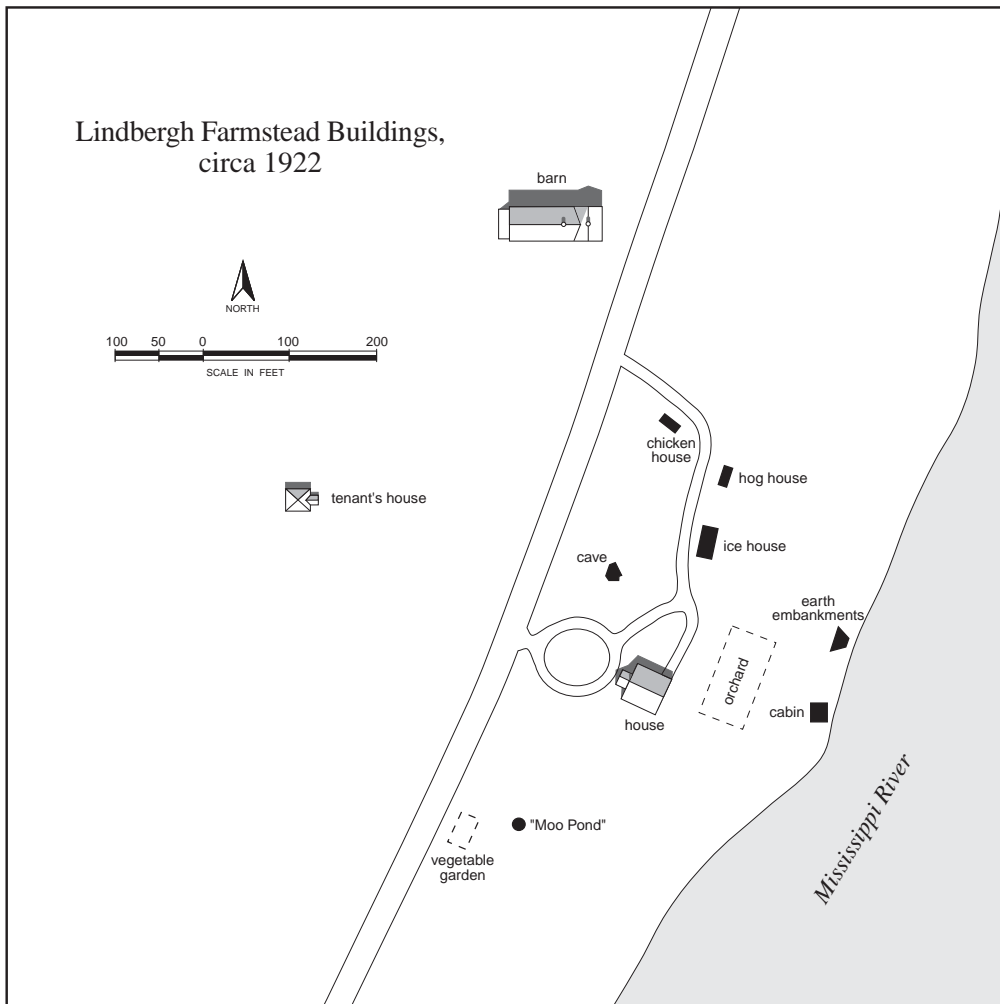 Lindbergh Farmstead Buildings,
circa 1922
barn
NORTH
100 50 0 100 200
SCALE IN FEET
chicken
house
hog house
tenant's house
ice house
cave
earth
embankments
orchard
cabin
house
Mississippi River
"Moo Pond"
vegetable
garden